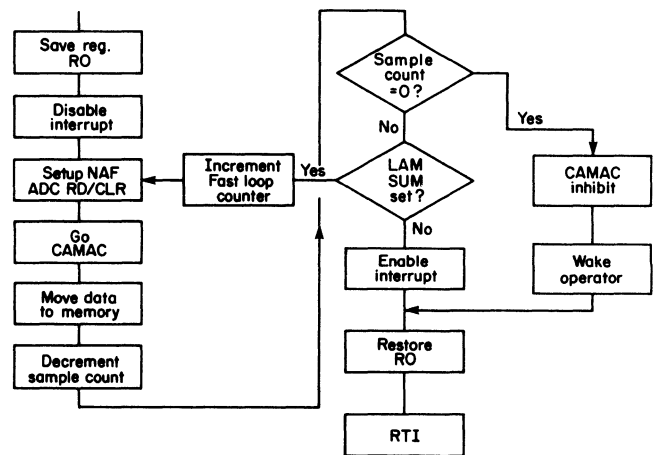 Save reg.
RO
Disable
interrupt
Setup NAF
ADC RD/CLR
Go
CAMAC
Move data
to memory
Decrement
sample count
Increment
Fast loop
counter
Yes
Sample
count
=0?
No
Yes
LAM
SUM
set?
No
Enable
interrupt
Restore
RO
RTI
CAMAC
inhibit
Wake
operator